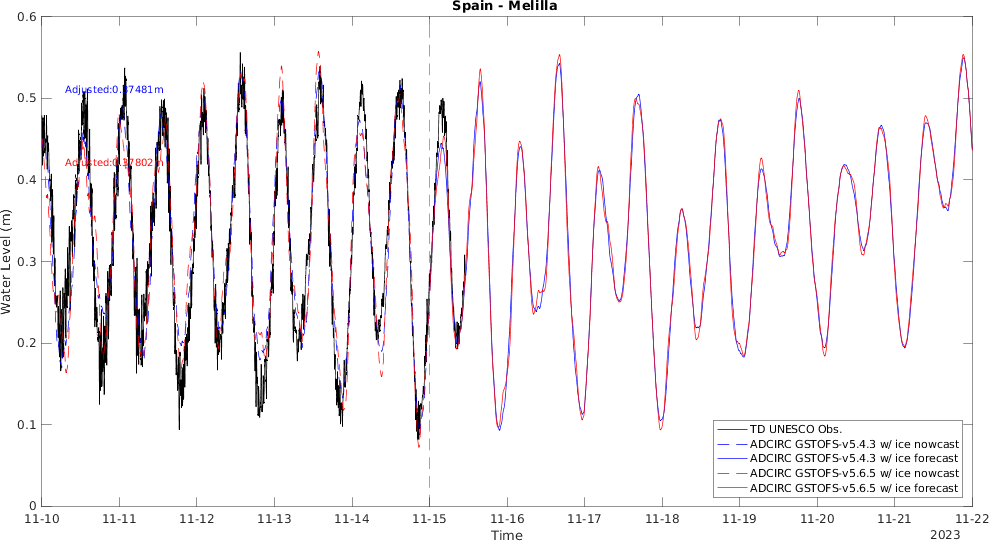 Spain - Melilla
0.6
0.5
0.4
0.3
0.2
0.1
0
Water Level (m)
Adjusted:0.37481m
Adjusted:0.37802m
TD UNESCO Obs.
ADCIRC GSTOFS-v5.4.3 w/ ice nowcast
ADCIRC GSTOFS-v5.4.3 w/ ice forecast
ADCIRC GSTOFS-v5.6.5 w/ ice nowcast
ADCIRC GSTOFS-v5.6.5 w/ ice forecast
11-10 11-11 11-12 11-13 11-14 11-15 11-16 11-17 11-18 11-19 11-20 11-21 11-22
Time
2023